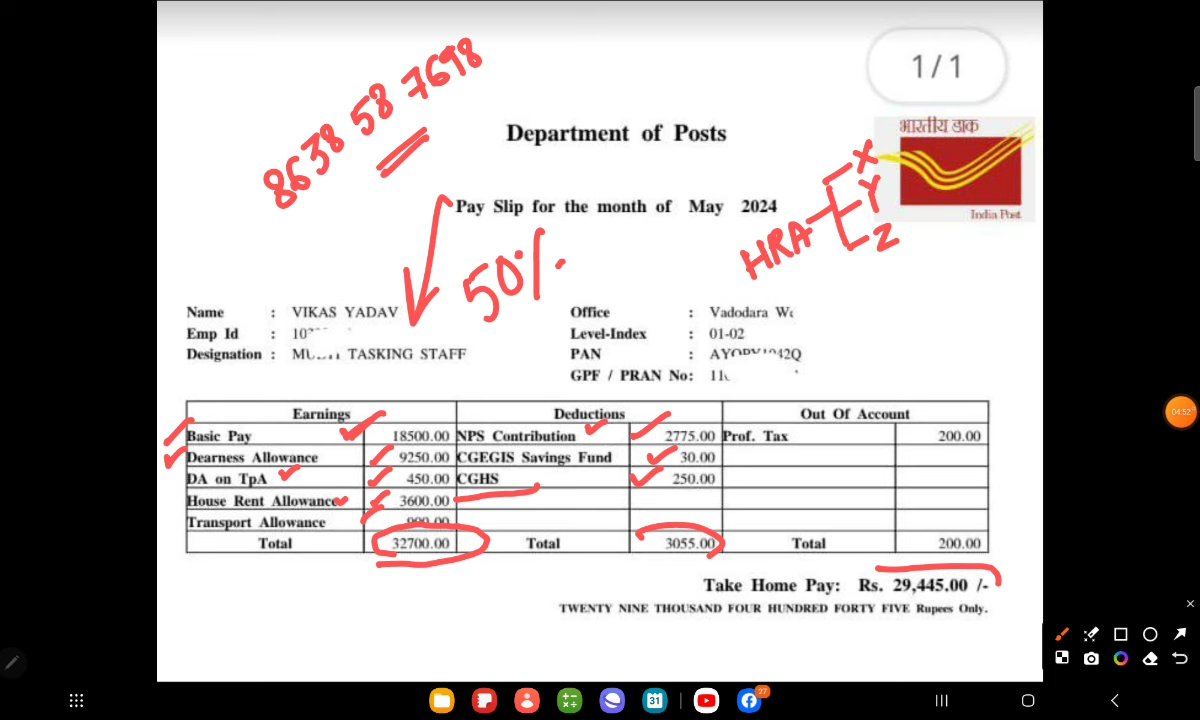 1/1
8638 58 7698
Department of Posts
भारतीय डाक
India Post
HRA X Y Z
Pay Slip for the month of May 2024
50%
Name : VIKAS YADAV Office : Vadodara
Emp Id : Level-Index : 01-02
Designation : TASKING STAFF PAN :
GPF / PRAN No:
Earnings Deductions Out Of Account
Basic Pay 18500.00 NPS Contribution 2775.00 Prof. Tax 200.00
Dearness Allowance 9250.00 CGEGIS Savings Fund 30.00
DA on TpA 450.00 CGHS 250.00
House Rent Allowance 3600.00
Transport Allowance
Total 32700.00 Total 3055.00 Total 200.00
Take Home Pay: Rs. 29,445.00 /-
TWENTY NINE THOUSAND FOUR HUNDRED FORTY FIVE Rupees Only.
04:52
31
27